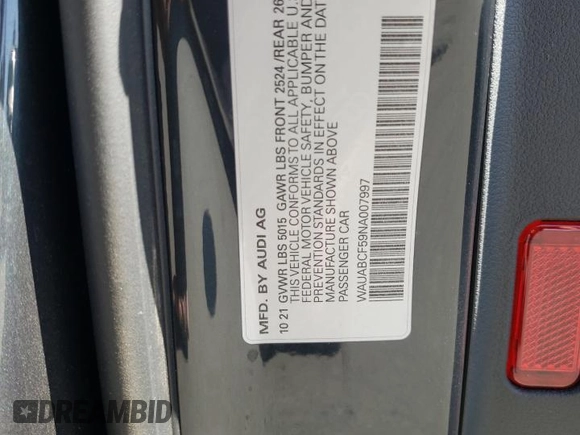 MFD. BY AUDI AG
10 21 GVWR LBS 5015 GAWR LBS FRONT 2524 /REAR 26
THIS VEHICLE CONFORMS TO ALL APPLICABLE U.
FEDERAL MOTOR VEHICLE SAFETY, BUMPER AND
PREVENTION STANDARDS IN EFFECT ON THE DAT
MANUFACTURE SHOWN ABOVE
PASSENGER CAR
WAUABCF59NA007997
DREAMBID